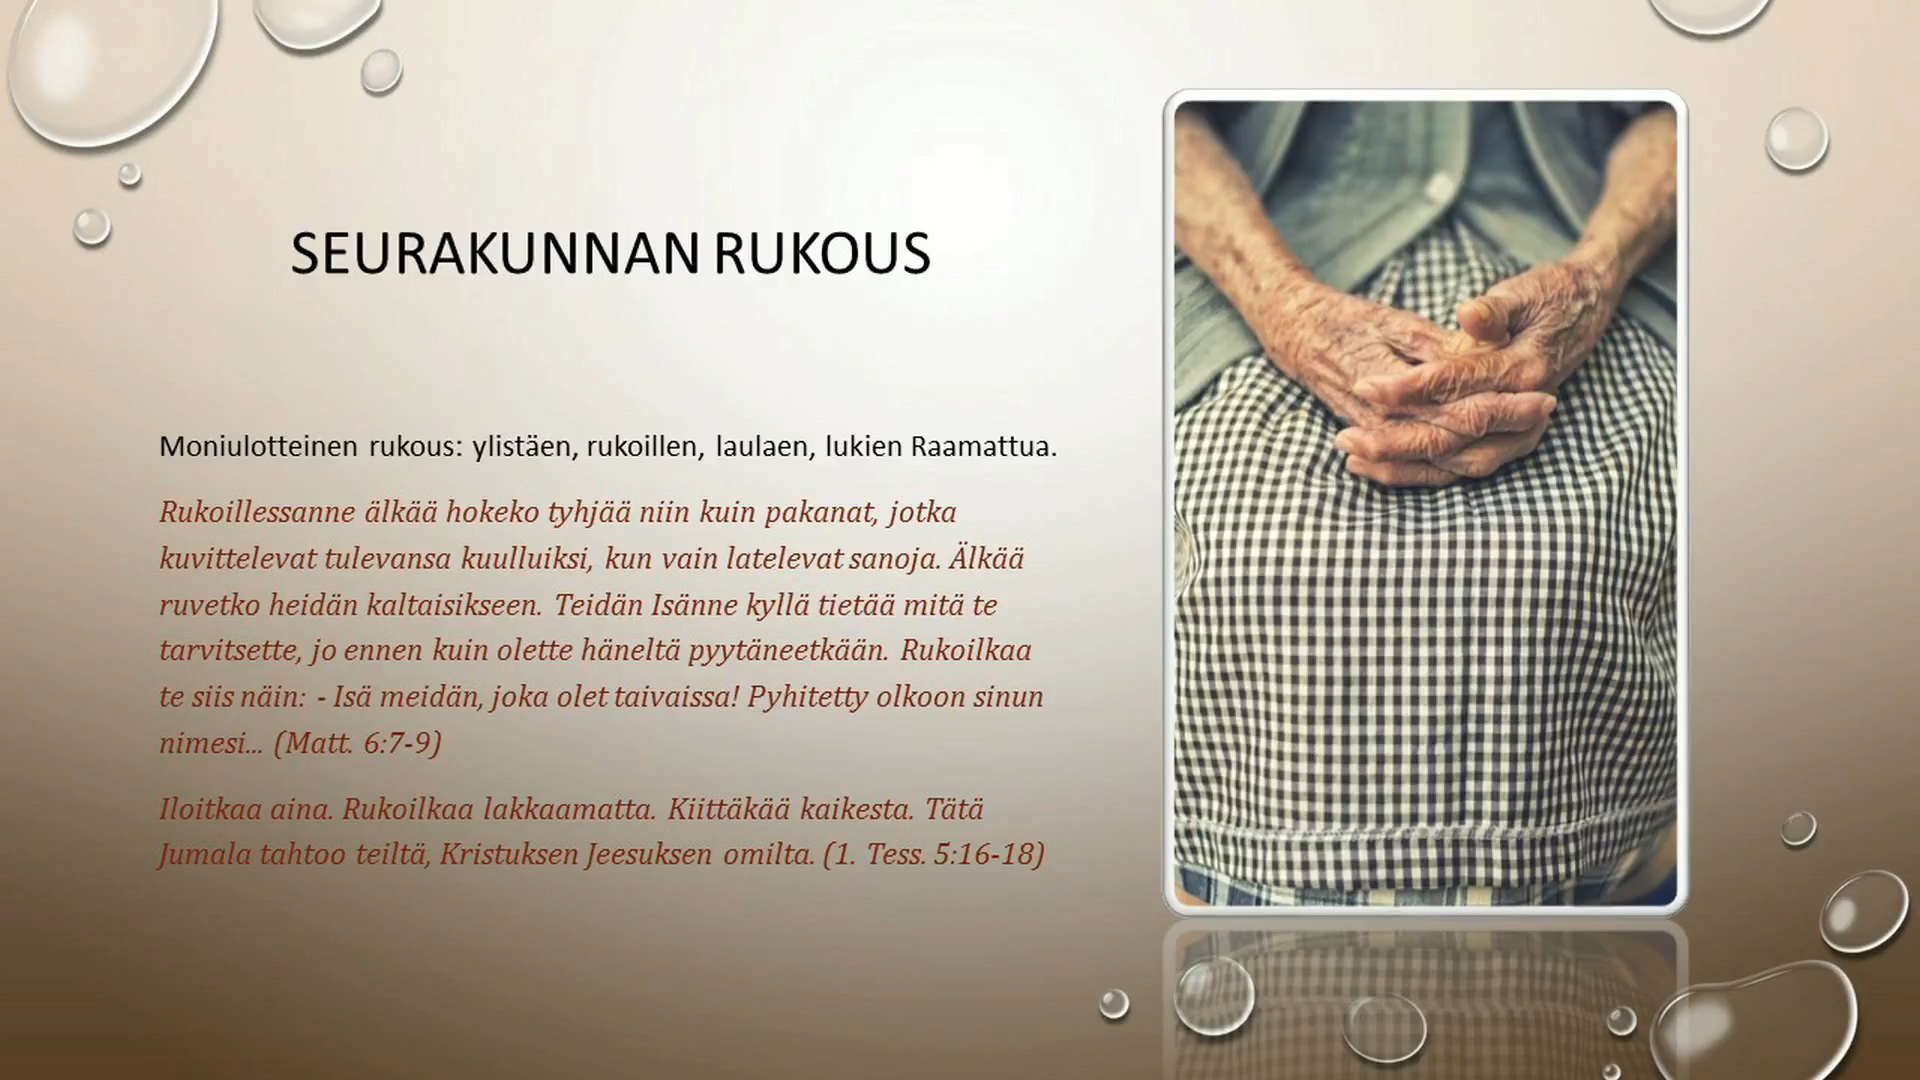 SEURAKUNNAN RUKOUS
Moniulotteinen rukous: ylistäen, rukoillen, laulaen, lukien Raamattua.
Rukoillessanne älkää hokeko tyhjää niin kuin pakanat, jotka
kuvittelevat tulevansa kuulluiksi, kun vain latelevat sanoja. Älkää
ruvetko heidän kaltaisikseen. Teidän Isänne kyllä tietää mitä te
tarvitsette, jo ennen kuin olette häneltä pyytäneetkään. Rukoilkaa
te siis näin: - Isä meidän, joka olet taivaissa! Pyhitetty olkoon sinun
nimesi... (Matt. 6:7-9)
Iloitkaa aina. Rukoilkaa lakkaamatta. Kiittäkää kaikesta. Tätä
Jumala tahtoo teiltä, Kristuksen Jeesuksen omilta. (1. Tess. 5:16-18)